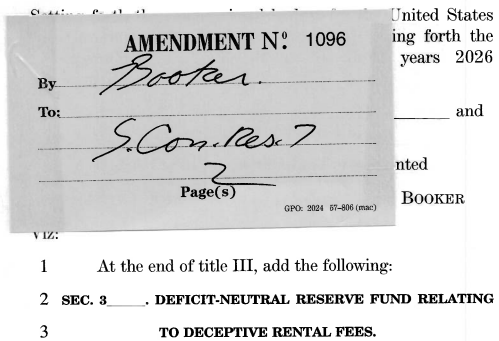 United States
AMENDMENT Nº 1096
ing forth the
years 2026
By Booker.
To:
and
S. Con. Res. 7
nted
2
Page(s)
BOOKER
GPO: 2024 57-806 (mac)
viz:
1 At the end of title III, add the following:
2 SEC. 3____. DEFICIT-NEUTRAL RESERVE FUND RELATING
3 TO DECEPTIVE RENTAL FEES.